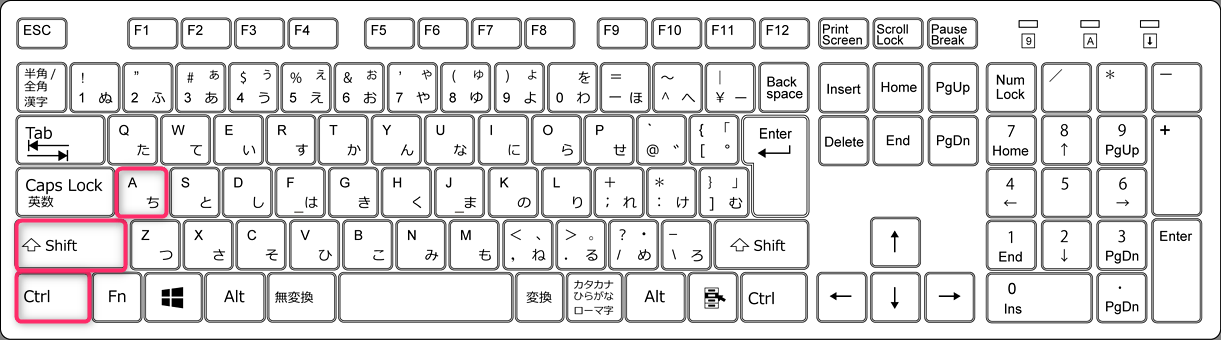 ESC F1 F2 F3 F4 F5 F6 F7 F8 F9 F10 F11 F12 Print Screen Scroll Lock Pause Break 9 A ⬇
半角/全角 漢字 ! 1 ぬ " 2 ふ # ぁ 3 あ $ ぅ 4 う % ぇ 5 え & ぉ 6 お ' ゃ 7 や ( ゅ 8 ゆ ) ょ 9 よ を 0 わ = － ほ ～ ^ へ | ￥ ー Back space Insert Home PgUp Num Lock ／ ＊ －
Tab Q た W て E い R す T か Y ん U な I に O ら P せ ` @ ゛ { 「 [ ゜ Enter Delete End PgDn 7 Home 8 ↑ 9 PgUp +
Caps Lock 英数 A ち S と D し F _は G き H く J _ま K の L り + ; れ * : け } 」 ] む 4 ← 5 6 →
Shift Z つ X さ C そ V ひ B こ N み M も < 、 , ね > 。 . る ? ・ / め _ \ ろ Shift ↑ 1 End 2 ↓ 3 PgDn Enter
Ctrl Fn Alt 無変換 変換 カタカナ ひらがな ローマ字 Alt Ctrl ← ↓ → 0 Ins . PgDn